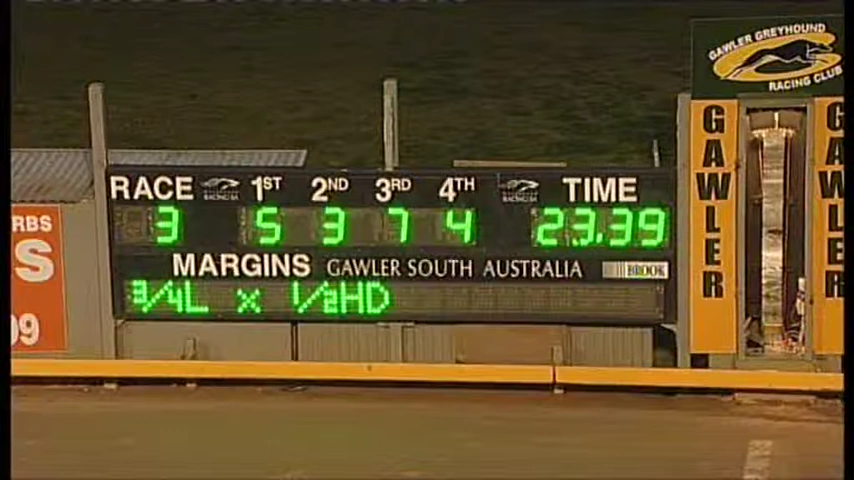 GAWLER GREYHOUND
RACING CLUB
RACE 1ST 2ND 3RD 4TH TIME
3 5 3 7 4 23.39
MARGINS GAWLER SOUTH AUSTRALIA BROOK
3/4L x 1/2HD
GAWLER
GAWLER
RBS
S
09